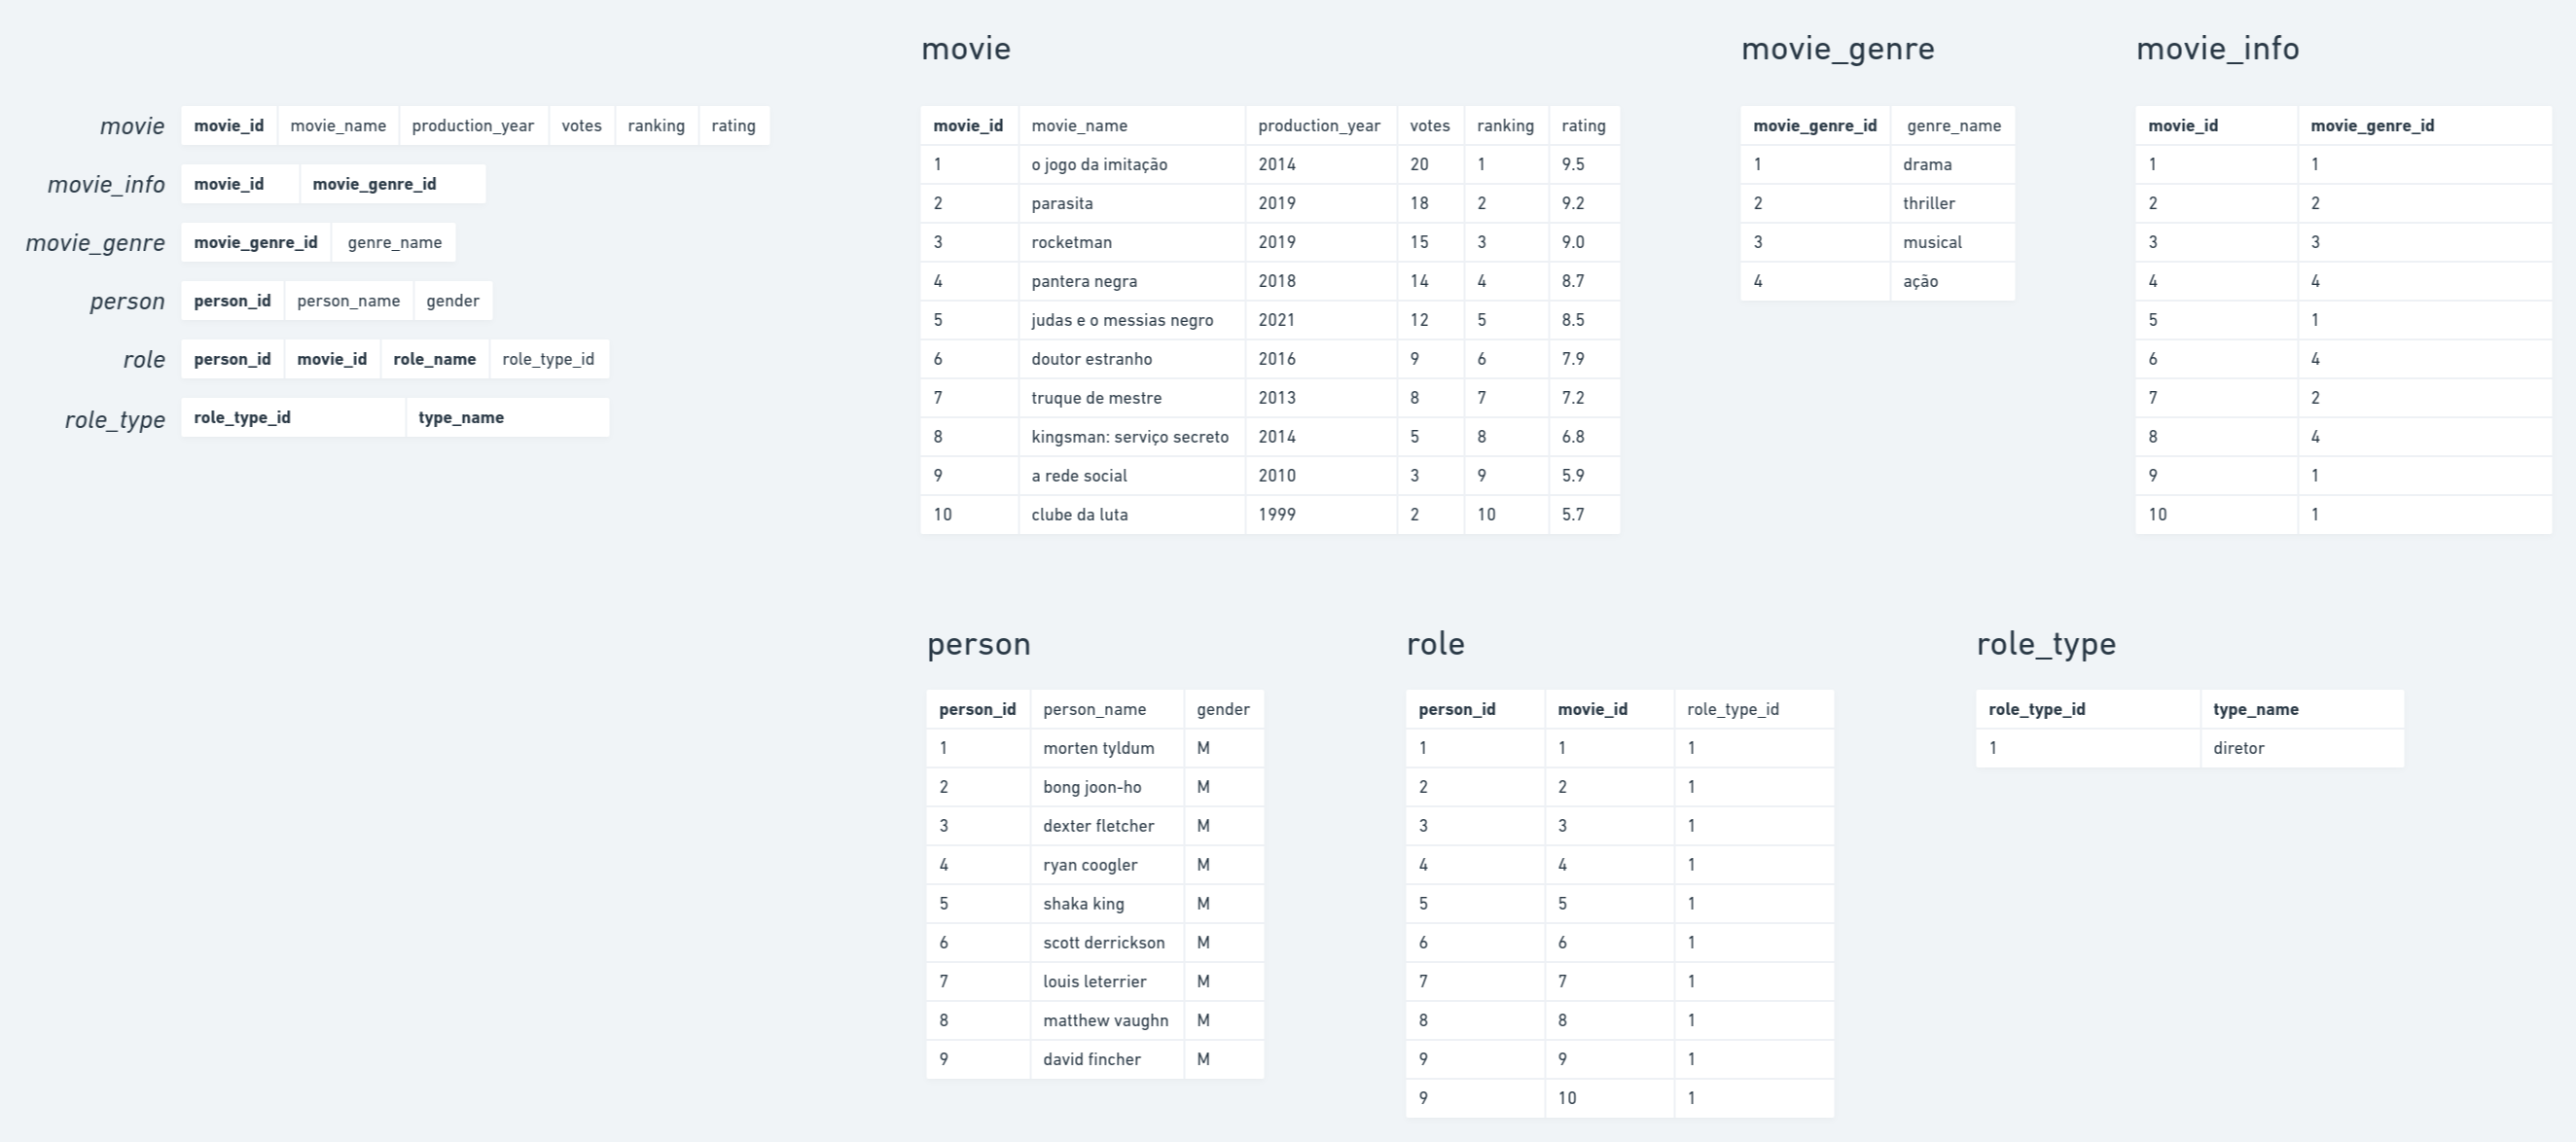 movie movie_id movie_name production_year votes ranking rating
movie_info movie_id movie_genre_id
movie_genre movie_genre_id genre_name
person person_id person_name gender
role person_id movie_id role_name role_type_id
role_type role_type_id type_name
movie
movie_id movie_name production_year votes ranking rating
1 o jogo da imitação 2014 20 1 9.5
2 parasita 2019 18 2 9.2
3 rocketman 2019 15 3 9.0
4 pantera negra 2018 14 4 8.7
5 judas e o messias negro 2021 12 5 8.5
6 doutor estranho 2016 9 6 7.9
7 truque de mestre 2013 8 7 7.2
8 kingsman: serviço secreto 2014 5 8 6.8
9 a rede social 2010 3 9 5.9
10 clube da luta 1999 2 10 5.7
movie_genre
movie_genre_id genre_name
1 drama
2 thriller
3 musical
4 ação
movie_info
movie_id movie_genre_id
1 1
2 2
3 3
4 4
5 1
6 4
7 2
8 4
9 1
10 1
person
person_id person_name gender
1 morten tyldum M
2 bong joon-ho M
3 dexter fletcher M
4 ryan coogler M
5 shaka king M
6 scott derrickson M
7 louis leterrier M
8 matthew vaughn M
9 david fincher M
role
person_id movie_id role_type_id
1 1 1
2 2 1
3 3 1
4 4 1
5 5 1
6 6 1
7 7 1
8 8 1
9 9 1
9 10 1
role_type
role_type_id type_name
1 diretor